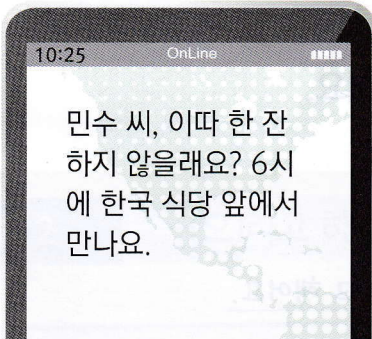 10:25 OnLine
민수 씨, 이따 한 잔
하지 않을래요? 6시
에 한국 식당 앞에서
만나요.